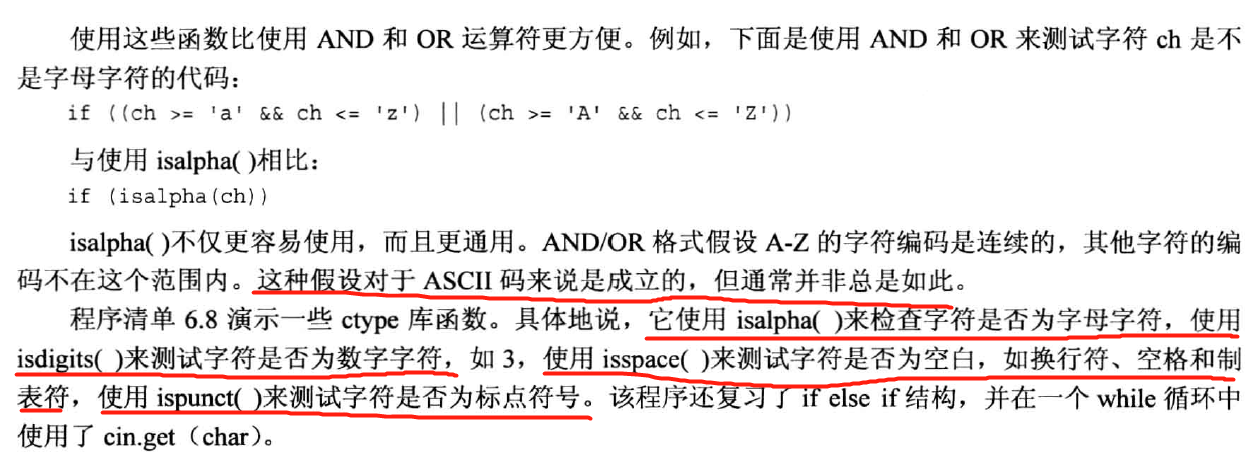 使用这些函数比使用 AND 和 OR 运算符更方便。例如，下面是使用 AND 和 OR 来测试字符 ch 是不
是字母字符的代码：
if ((ch >= 'a' && ch <= 'z') || (ch >= 'A' && ch <= 'Z'))
与使用 isalpha( )相比：
if (isalpha(ch))
isalpha( )不仅更容易使用，而且更通用。AND/OR 格式假设 A-Z 的字符编码是连续的，其他字符的编
码不在这个范围内。这种假设对于 ASCII 码来说是成立的，但通常并非总是如此。
程序清单 6.8 演示一些 ctype 库函数。具体地说，它使用 isalpha( )来检查字符是否为字母字符，使用
isdigits( )来测试字符是否为数字字符，如 3，使用 isspace( )来测试字符是否为空白，如换行符、空格和制
表符，使用 ispunct( )来测试字符是否为标点符号。该程序还复习了 if else if 结构，并在一个 while 循环中
使用了 cin.get（char）。